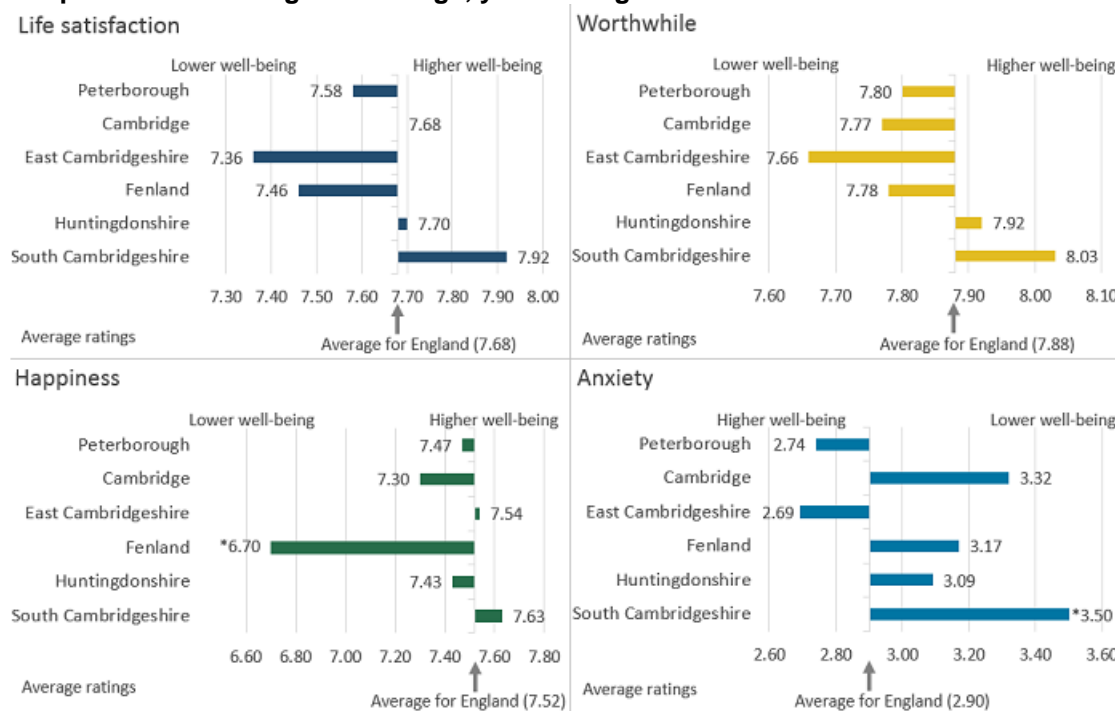 Life satisfaction
Lower well-being Higher well-being
Peterborough 7.58
Cambridge 7.68
East Cambridgeshire 7.36
Fenland 7.46
Huntingdonshire 7.70
South Cambridgeshire 7.92
7.30 7.40 7.50 7.60 7.70 7.80 7.90 8.00
Average ratings
Average for England (7.68)
Worthwhile
Lower well-being Higher well-being
Peterborough 7.80
Cambridge 7.77
East Cambridgeshire 7.66
Fenland 7.78
Huntingdonshire 7.92
South Cambridgeshire 8.03
7.60 7.70 7.80 7.90 8.00 8.10
Average ratings
Average for England (7.88)
Happiness
Lower well-being Higher well-being
Peterborough 7.47
Cambridge 7.30
East Cambridgeshire 7.54
Fenland *6.70
Huntingdonshire 7.43
South Cambridgeshire 7.63
6.60 6.80 7.00 7.20 7.40 7.60 7.80
Average ratings
Average for England (7.52)
Anxiety
Higher well-being Lower well-being
Peterborough 2.74
Cambridge 3.32
East Cambridgeshire 2.69
Fenland 3.17
Huntingdonshire 3.09
South Cambridgeshire *3.50
2.60 2.80 3.00 3.20 3.40 3.60
Average ratings
Average for England (2.90)